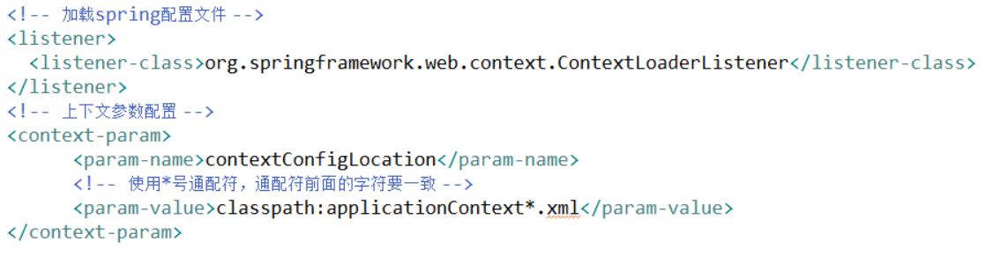 <!-- 加载spring配置文件 -->
<listener>
  <listener-class>org.springframework.web.context.ContextLoaderListener</listener-class>
</listener>
<!-- 上下文参数配置 -->
<context-param>
      <param-name>contextConfigLocation</param-name>
      <!-- 使用*号通配符，通配符前面的字符要一致 -->
      <param-value>classpath:applicationContext*.xml</param-value>
</context-param>